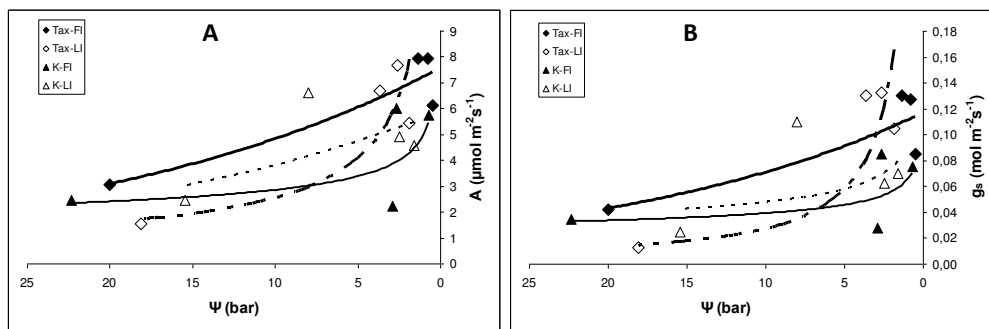 A
Tax-FI
Tax-LI
K-FI
K-LI
9
8
7
6
5
4
3
2
1
0
A (µmol m⁻²s⁻¹)
25 20 15 10 5 0
Ψ (bar)
B
Tax-FI
Tax-LI
K-FI
K-LI
0,18
0,16
0,14
0,12
0,10
0,08
0,06
0,04
0,02
0,00
gs (mol m⁻²s⁻¹)
25 20 15 10 5 0
Ψ (bar)